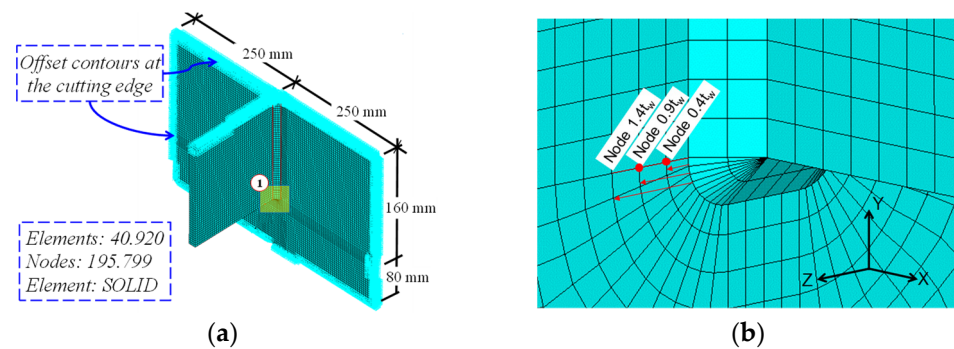 250 mm
Offset contours at
the cutting edge
250 mm
1
160 mm
Elements: 40.920
Nodes: 195.799
Element: SOLID
80 mm
(a)
Node 1.4tw
Node 0.9tw
Node 0.4tw
Y
Z
X
(b)